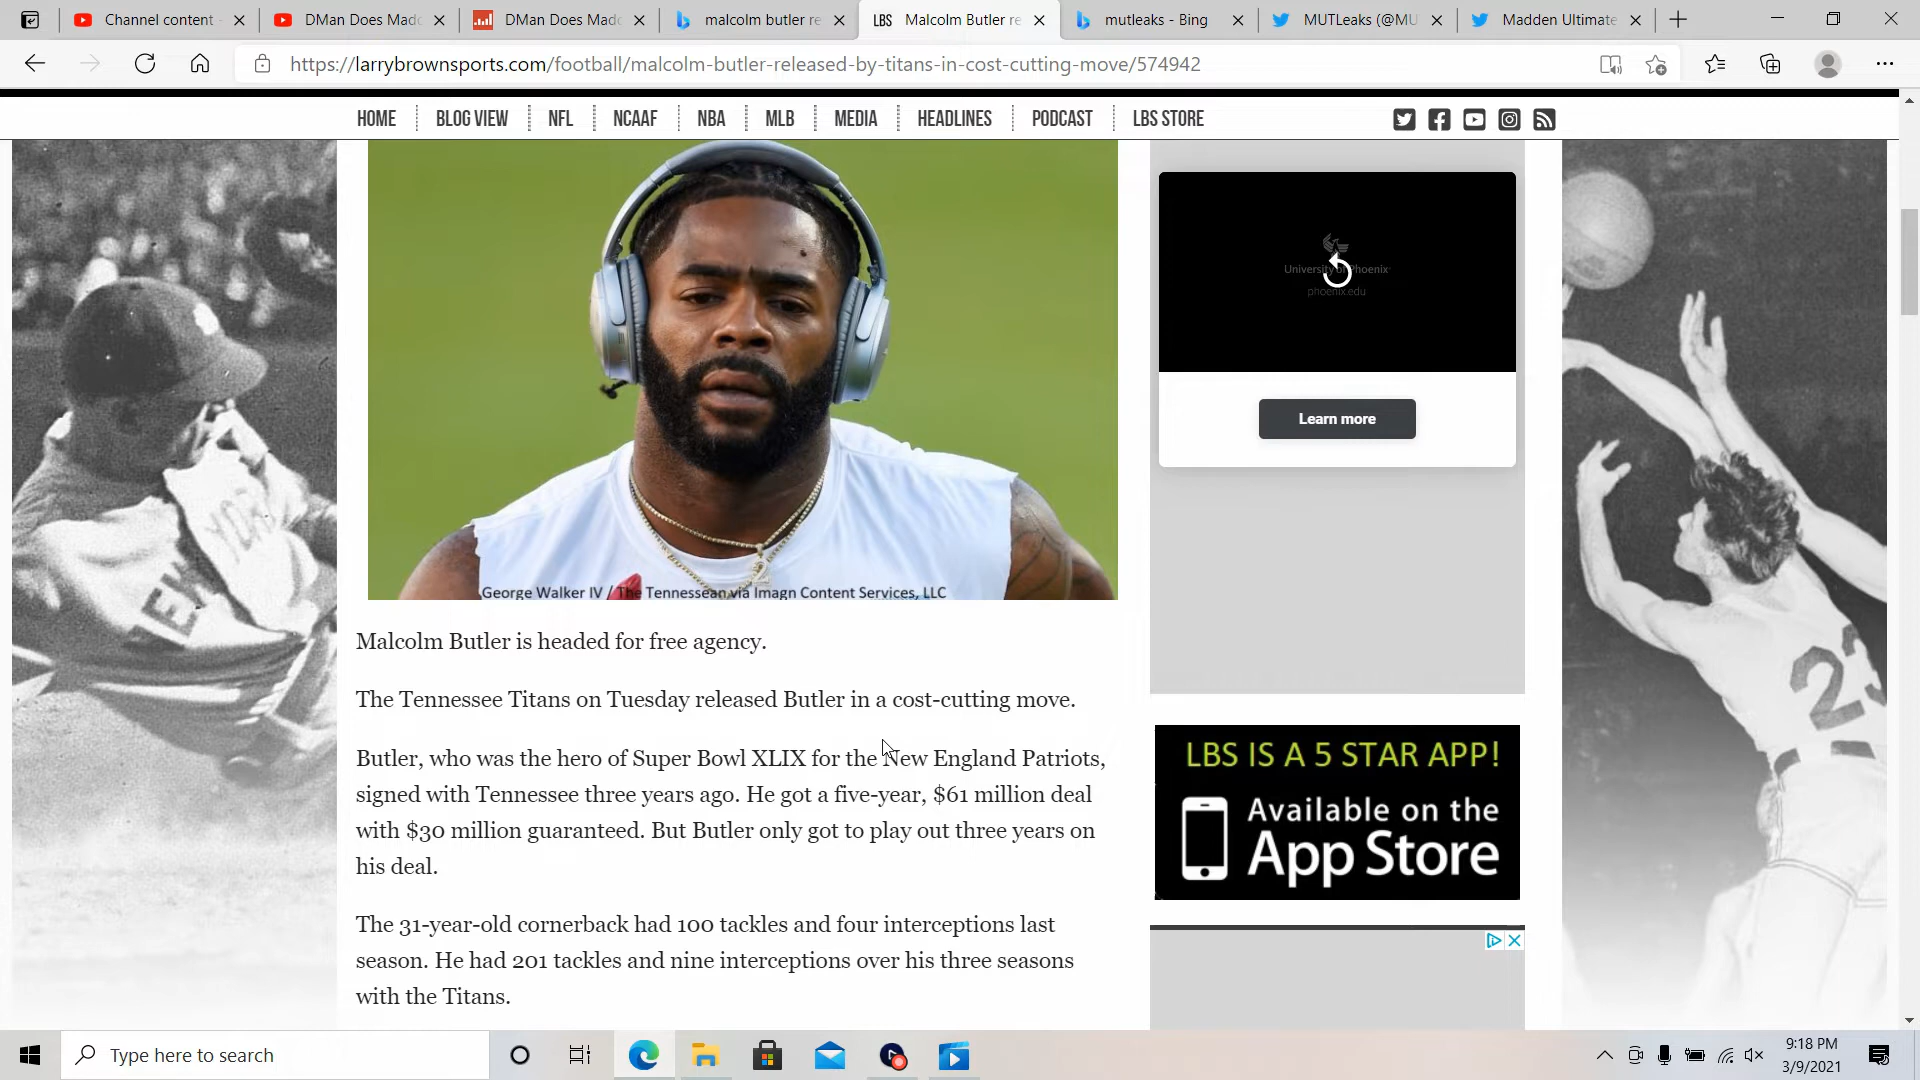 Channel content
DMan Does Madd
DMan Does Madd
malcolm butler re
LBS Malcolm Butler re
mutleaks - Bing
MUTLeaks (@MU
Madden Ultimate
https://larrybrownsports.com/football/malcolm-butler-released-by-titans-in-cost-cutting-move/574942
HOME BLOG VIEW NFL NCAAF NBA MLB MEDIA HEADLINES PODCAST LBS STORE
University of Phoenix
phoenix.edu
Learn more
George Walker IV / The Tennessean via Imagn Content Services, LLC
Malcolm Butler is headed for free agency.
The Tennessee Titans on Tuesday released Butler in a cost-cutting move.
Butler, who was the hero of Super Bowl XLIX for the New England Patriots,
signed with Tennessee three years ago. He got a five-year, $61 million deal
with $30 million guaranteed. But Butler only got to play out three years on
his deal.
The 31-year-old cornerback had 100 tackles and four interceptions last
season. He had 201 tackles and nine interceptions over his three seasons
with the Titans.
LBS IS A 5 STAR APP!
Available on the
App Store
Type here to search
9:18 PM
3/9/2021